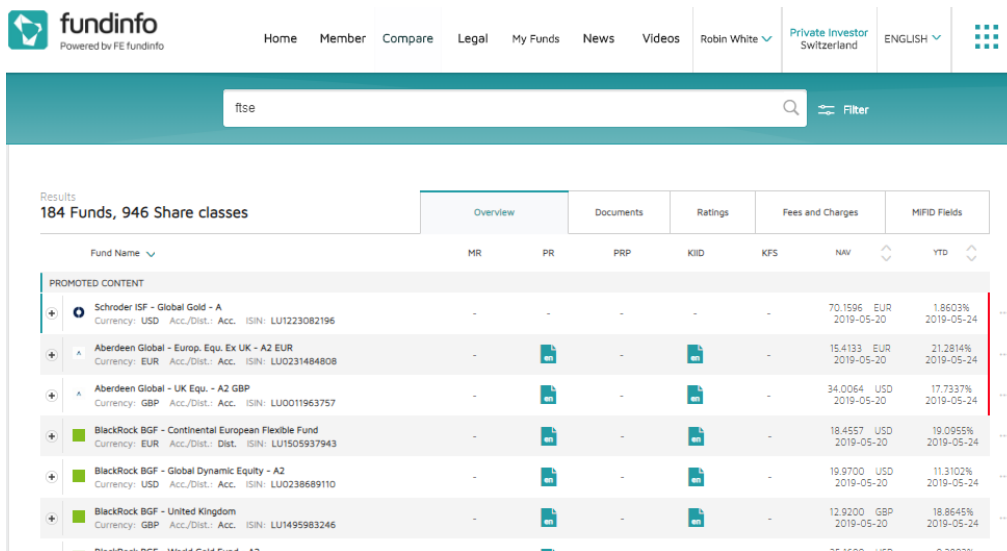 fundinfo
Powered by FE fundinfo
Home Member Compare Legal My Funds News Videos Robin White Private Investor Switzerland ENGLISH
ftse Filter
Results
184 Funds, 946 Share classes
Overview Documents Ratings Fees and Charges MiFID Fields
Fund Name MR PR PRP KIID KFS NAV YTD
PROMOTED CONTENT
Schroder ISF - Global Gold - A - - - - - 70.1596 EUR 1.8603%
Currency: USD Acc./Dist.: Acc. ISIN: LU1223082196 2019-05-20 2019-05-24
Aberdeen Global - Europ. Equ. Ex UK - A2 EUR - en - en - 15.4133 EUR 21.2814%
Currency: EUR Acc./Dist.: Acc. ISIN: LU0231484808 2019-05-20 2019-05-24
Aberdeen Global - UK Equ. - A2 GBP - en - en - 34.0064 USD 17.7337%
Currency: GBP Acc./Dist.: Acc. ISIN: LU0011963757 2019-05-20 2019-05-24
BlackRock BGF - Continental European Flexible Fund - en - en - 18.4557 USD 19.0955%
Currency: EUR Acc./Dist.: Dist. ISIN: LU1505937943 2019-05-20 2019-05-24
BlackRock BGF - Global Dynamic Equity - A2 - en - en - 19.9700 USD 11.3102%
Currency: USD Acc./Dist.: Acc. ISIN: LU0238689110 2019-05-20 2019-05-24
BlackRock BGF - United Kingdom - en - en - 12.9200 GBP 18.8645%
Currency: GBP Acc./Dist.: Acc. ISIN: LU1495983246 2019-05-20 2019-05-24
BlackRock BGF - World Gold Fund - A2